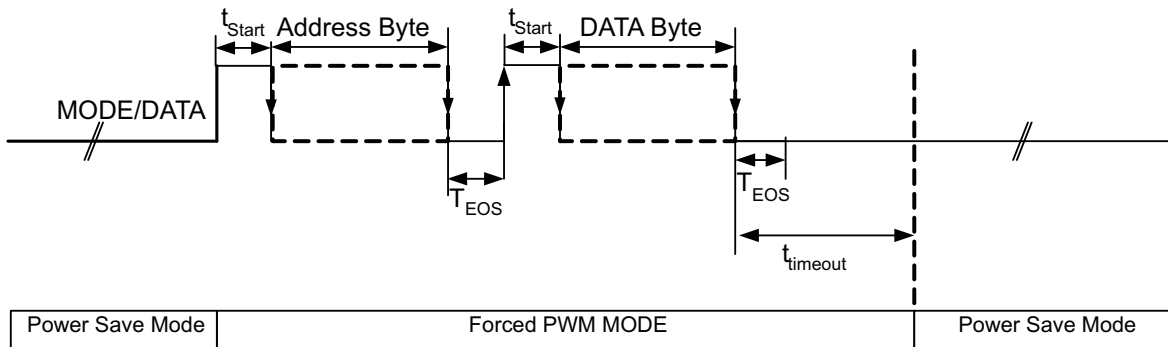 tStart Address Byte tStart DATA Byte
MODE/DATA
TEOS TEOS
ttimeout
Power Save Mode Forced PWM MODE Power Save Mode